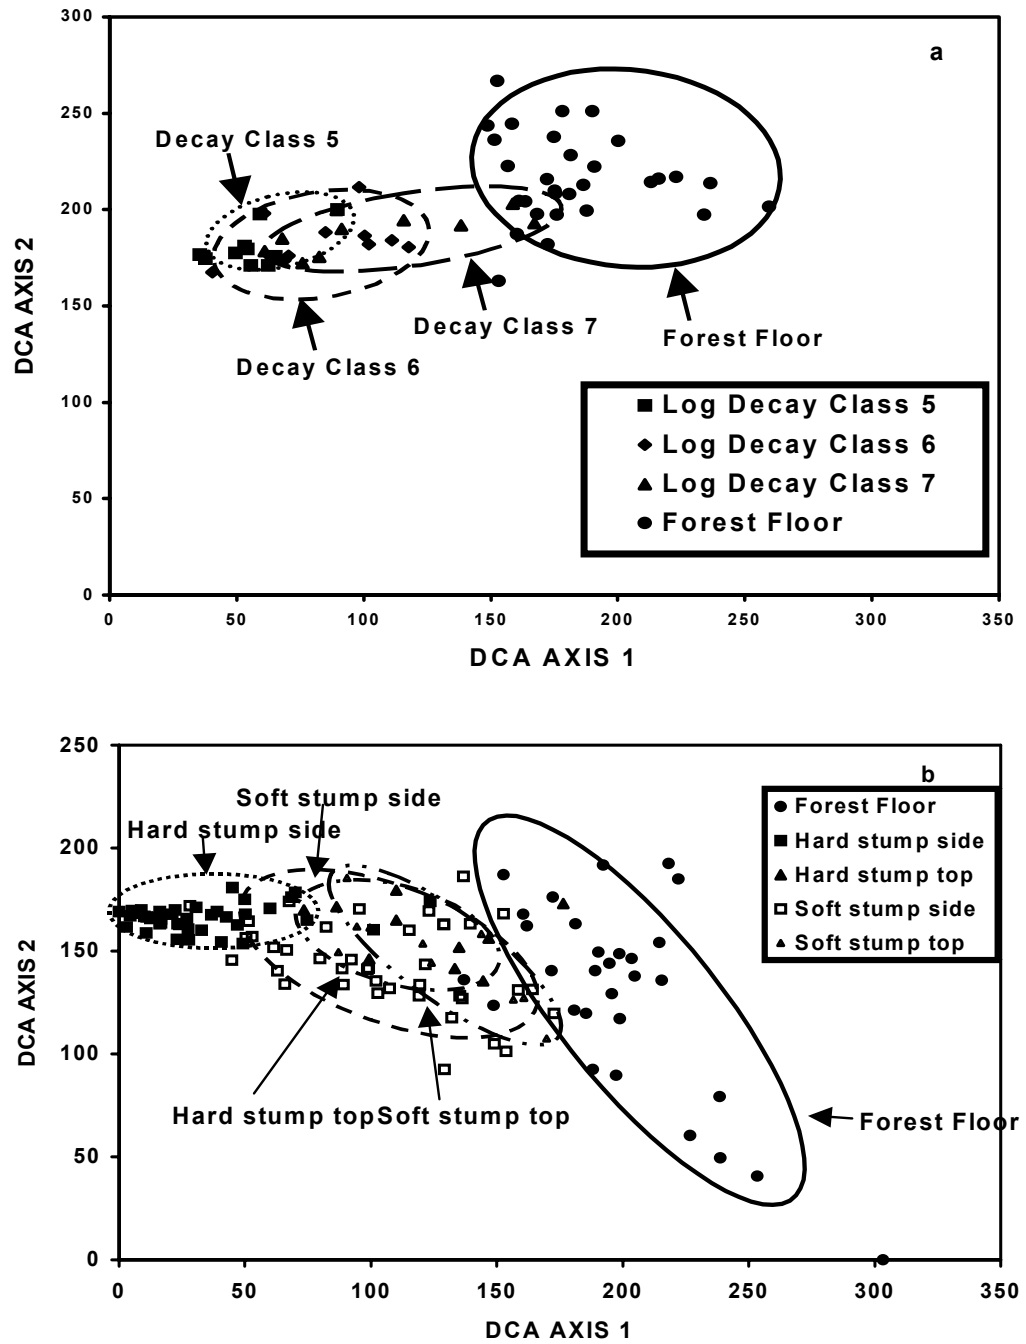 300
a
250
Decay Class 5
200
DCA AXIS 2
150
Decay Class 7
Forest Floor
Decay Class 6
100
Log Decay Class 5
Log Decay Class 6
Log Decay Class 7
Forest Floor
50
0
0 50 100 150 200 250 300 350
DCA AXIS 1
250
b
Soft stump side
Hard stump side
Forest Floor
Hard stump side
Hard stump top
Soft stump side
Soft stump top
200
150
DCA AXIS 2
100
Hard stump top Soft stump top
Forest Floor
50
0
0 50 100 150 200 250 300 350
DCA AXIS 1